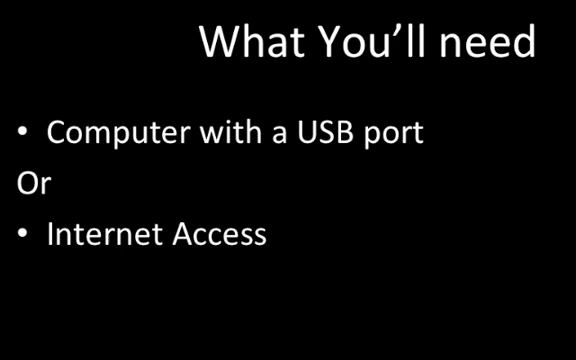 What You’ll need
• Computer with a USB port
Or
• Internet Access